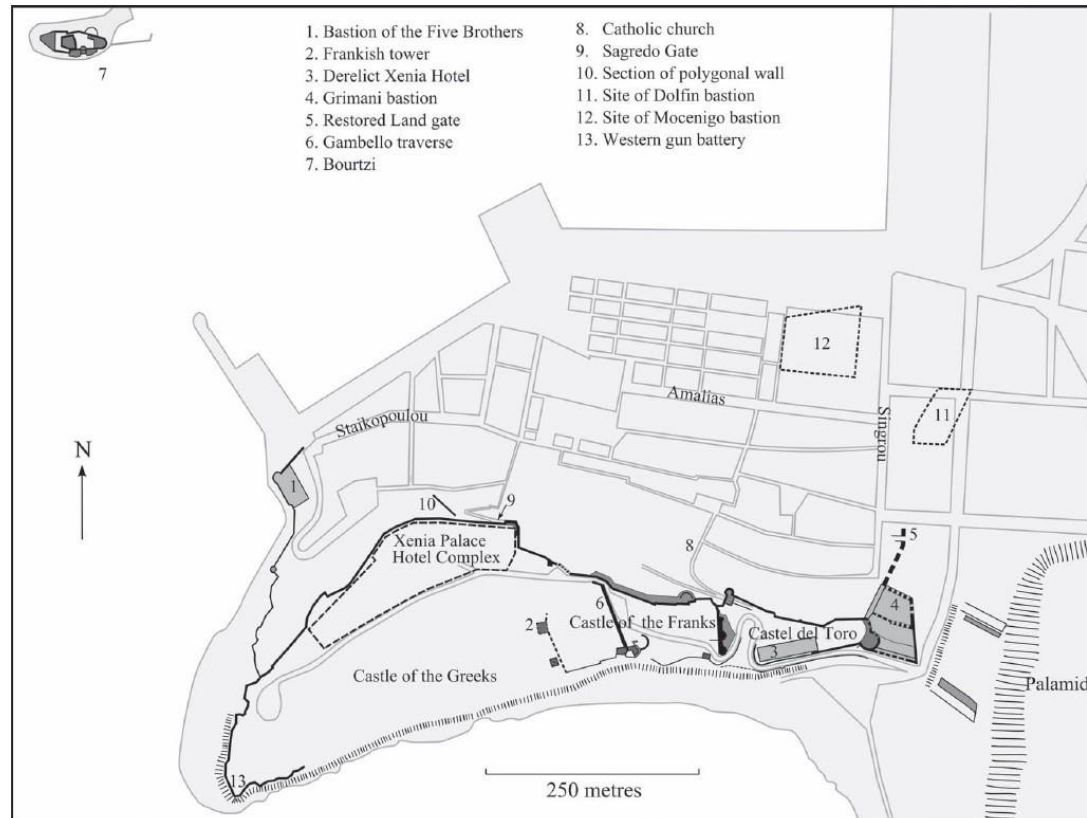 1. Bastion of the Five Brothers
2. Frankish tower
3. Derelict Xenia Hotel
4. Grimani bastion
5. Restored Land gate
6. Gambello traverse
7. Bourtzi
8. Catholic church
9. Sagredo Gate
10. Section of polygonal wall
11. Site of Dolfin bastion
12. Site of Mocenigo bastion
13. Western gun battery
7
12
Amalias
11
Singrou
Staikopoulou
N
1
10
9
5
Xenia Palace
Hotel Complex
8
6
4
2
Castle of the Franks
Castel del Toro
3
Castle of the Greeks
Palamid
13
250 metres